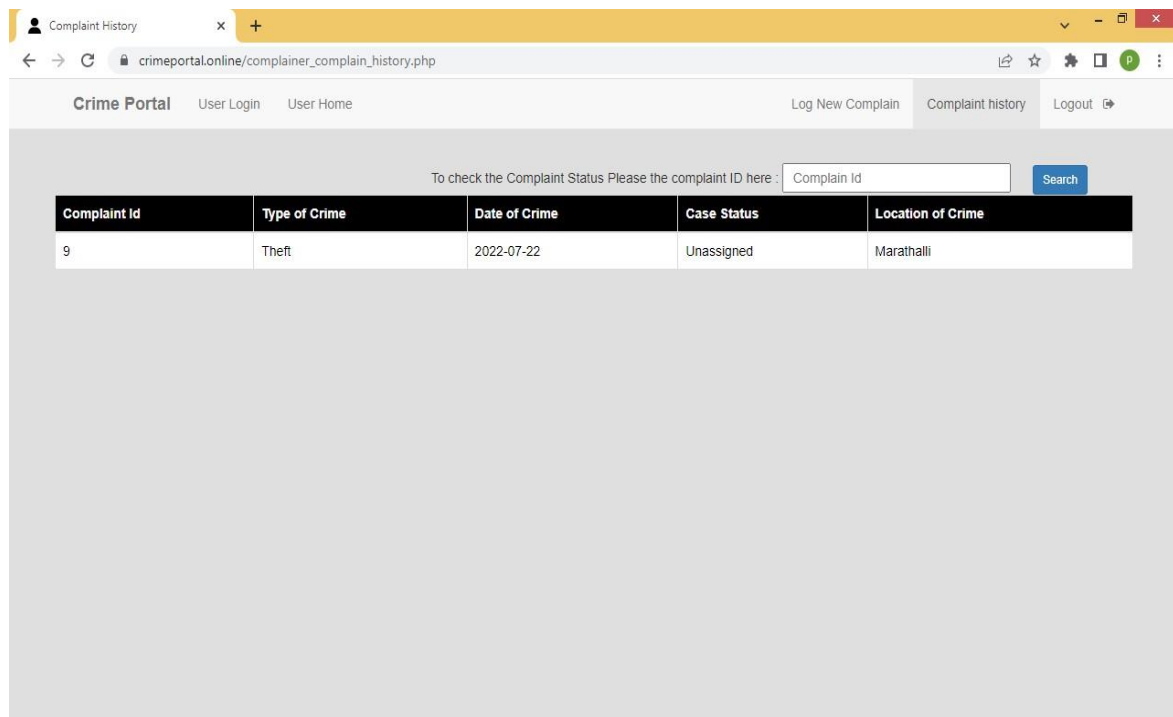 Complaint History
crimeportal.online/complainer_complain_history.php
P
Crime Portal User Login User Home Log New Complain Complaint history Logout
To check the Complaint Status Please the complaint ID here : Complain Id Search
Complaint Id Type of Crime Date of Crime Case Status Location of Crime
9 Theft 2022-07-22 Unassigned Marathalli